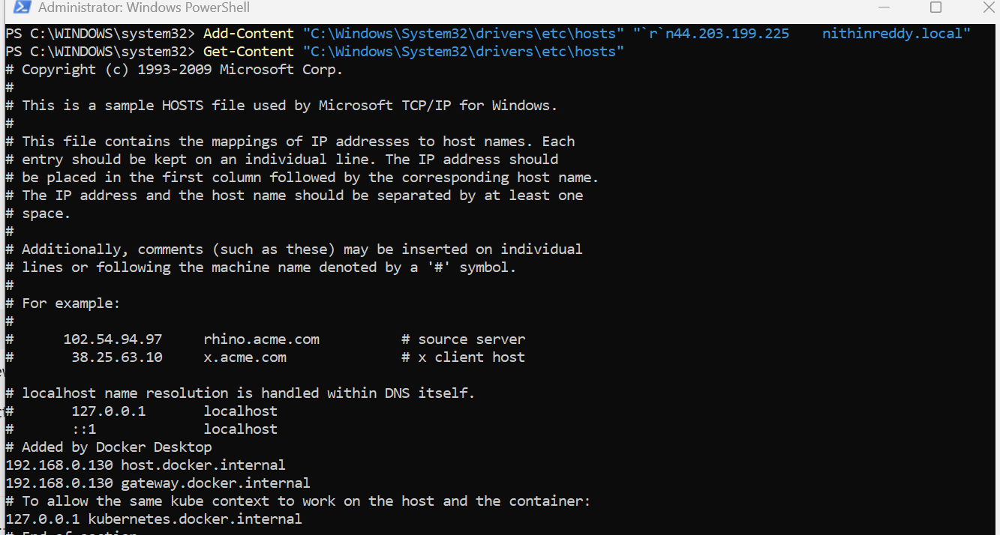 Administrator: Windows PowerShell
PS C:\WINDOWS\system32> Add-Content "C:\Windows\System32\drivers\etc\hosts" "`r`n44.203.199.225    nithinreddy.local"
PS C:\WINDOWS\system32> Get-Content "C:\Windows\System32\drivers\etc\hosts"
# Copyright (c) 1993-2009 Microsoft Corp.
#
# This is a sample HOSTS file used by Microsoft TCP/IP for Windows.
#
# This file contains the mappings of IP addresses to host names. Each
# entry should be kept on an individual line. The IP address should
# be placed in the first column followed by the corresponding host name.
# The IP address and the host name should be separated by at least one
# space.
#
# Additionally, comments (such as these) may be inserted on individual
# lines or following the machine name denoted by a '#' symbol.
#
# For example:
#
#      102.54.94.97     rhino.acme.com          # source server
#       38.25.63.10     x.acme.com              # x client host

# localhost name resolution is handled within DNS itself.
#       127.0.0.1       localhost
#       ::1             localhost
# Added by Docker Desktop
192.168.0.130 host.docker.internal
192.168.0.130 gateway.docker.internal
# To allow the same kube context to work on the host and the container:
127.0.0.1 kubernetes.docker.internal
# End of section